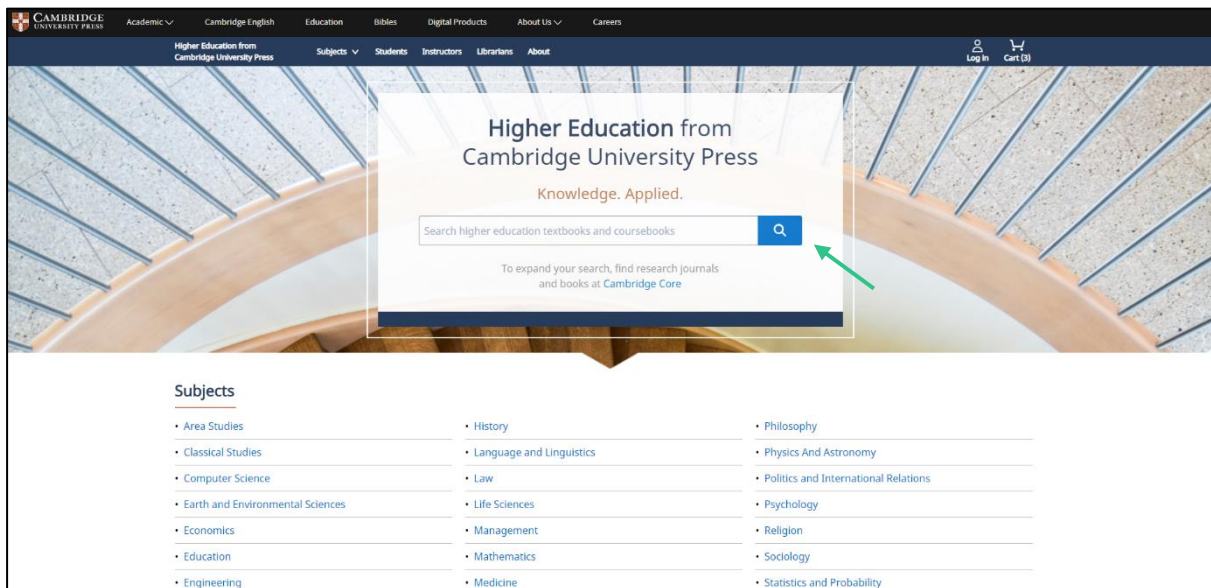 CAMBRIDGE
UNIVERSITY PRESS
Academic
Cambridge English
Education
Bibles
Digital Products
About Us
Careers
Higher Education from
Cambridge University Press
Subjects
Students
Instructors
Librarians
About
Log in
Cart (3)
Higher Education from
Cambridge University Press
Knowledge. Applied.
Search higher education textbooks and coursebooks
To expand your search, find research journals
and books at Cambridge Core
Subjects
• Area Studies
• History
• Philosophy
• Classical Studies
• Language and Linguistics
• Physics And Astronomy
• Computer Science
• Law
• Politics and International Relations
• Earth and Environmental Sciences
• Life Sciences
• Psychology
• Economics
• Management
• Religion
• Education
• Mathematics
• Sociology
• Engineering
• Medicine
• Statistics and Probability